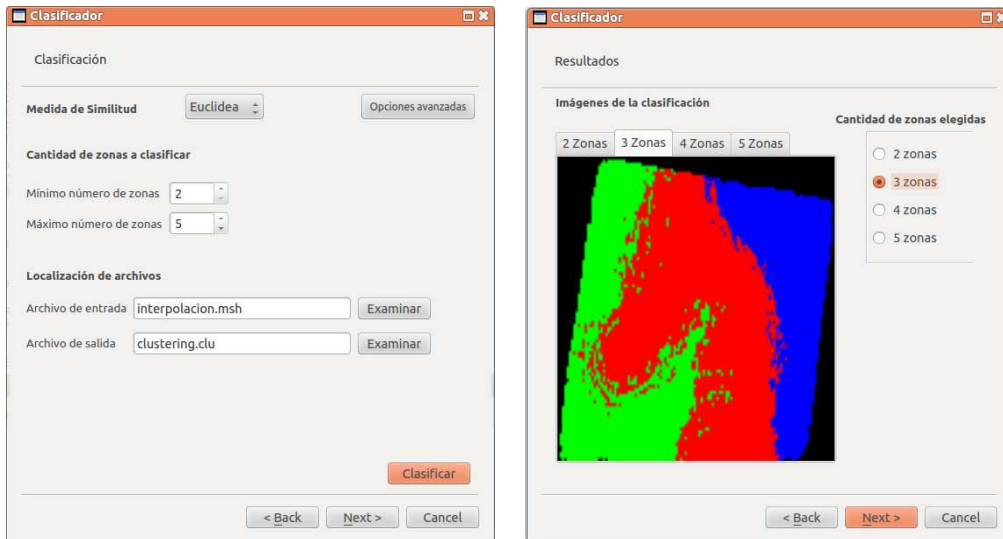 Clasificador
Clasificación
Medida de Similitud Euclidea Opciones avanzadas
Cantidad de zonas a clasificar
Mínimo número de zonas 2
Máximo número de zonas 5
Localización de archivos
Archivo de entrada interpolacion.msh Examinar
Archivo de salida clustering.clu Examinar
Clasificar
< Back Next > Cancel
Clasificador
Resultados
Imágenes de la clasificación
2 Zonas 3 Zonas 4 Zonas 5 Zonas
Cantidad de zonas elegidas
2 zonas
3 zonas
4 zonas
5 zonas
< Back Next > Cancel